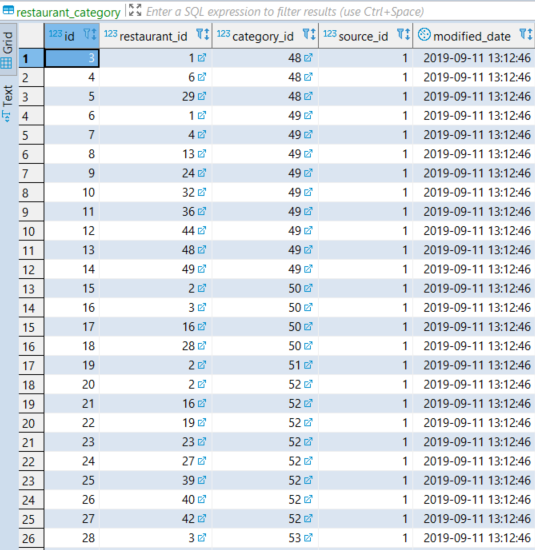 restaurant_category Enter a SQL expression to filter results (use Ctrl+Space)
Grid
Text
123 id 123 restaurant_id 123 category_id 123 source_id modified_date
1 3 1 48 1 2019-09-11 13:12:46
2 4 6 48 1 2019-09-11 13:12:46
3 5 29 48 1 2019-09-11 13:12:46
4 6 1 49 1 2019-09-11 13:12:46
5 7 4 49 1 2019-09-11 13:12:46
6 8 13 49 1 2019-09-11 13:12:46
7 9 24 49 1 2019-09-11 13:12:46
8 10 32 49 1 2019-09-11 13:12:46
9 11 36 49 1 2019-09-11 13:12:46
10 12 44 49 1 2019-09-11 13:12:46
11 13 48 49 1 2019-09-11 13:12:46
12 14 49 49 1 2019-09-11 13:12:46
13 15 2 50 1 2019-09-11 13:12:46
14 16 3 50 1 2019-09-11 13:12:46
15 17 16 50 1 2019-09-11 13:12:46
16 18 28 50 1 2019-09-11 13:12:46
17 19 2 51 1 2019-09-11 13:12:46
18 20 2 52 1 2019-09-11 13:12:46
19 21 16 52 1 2019-09-11 13:12:46
20 22 19 52 1 2019-09-11 13:12:46
21 23 23 52 1 2019-09-11 13:12:46
22 24 27 52 1 2019-09-11 13:12:46
23 25 39 52 1 2019-09-11 13:12:46
24 26 40 52 1 2019-09-11 13:12:46
25 27 42 52 1 2019-09-11 13:12:46
26 28 3 53 1 2019-09-11 13:12:46